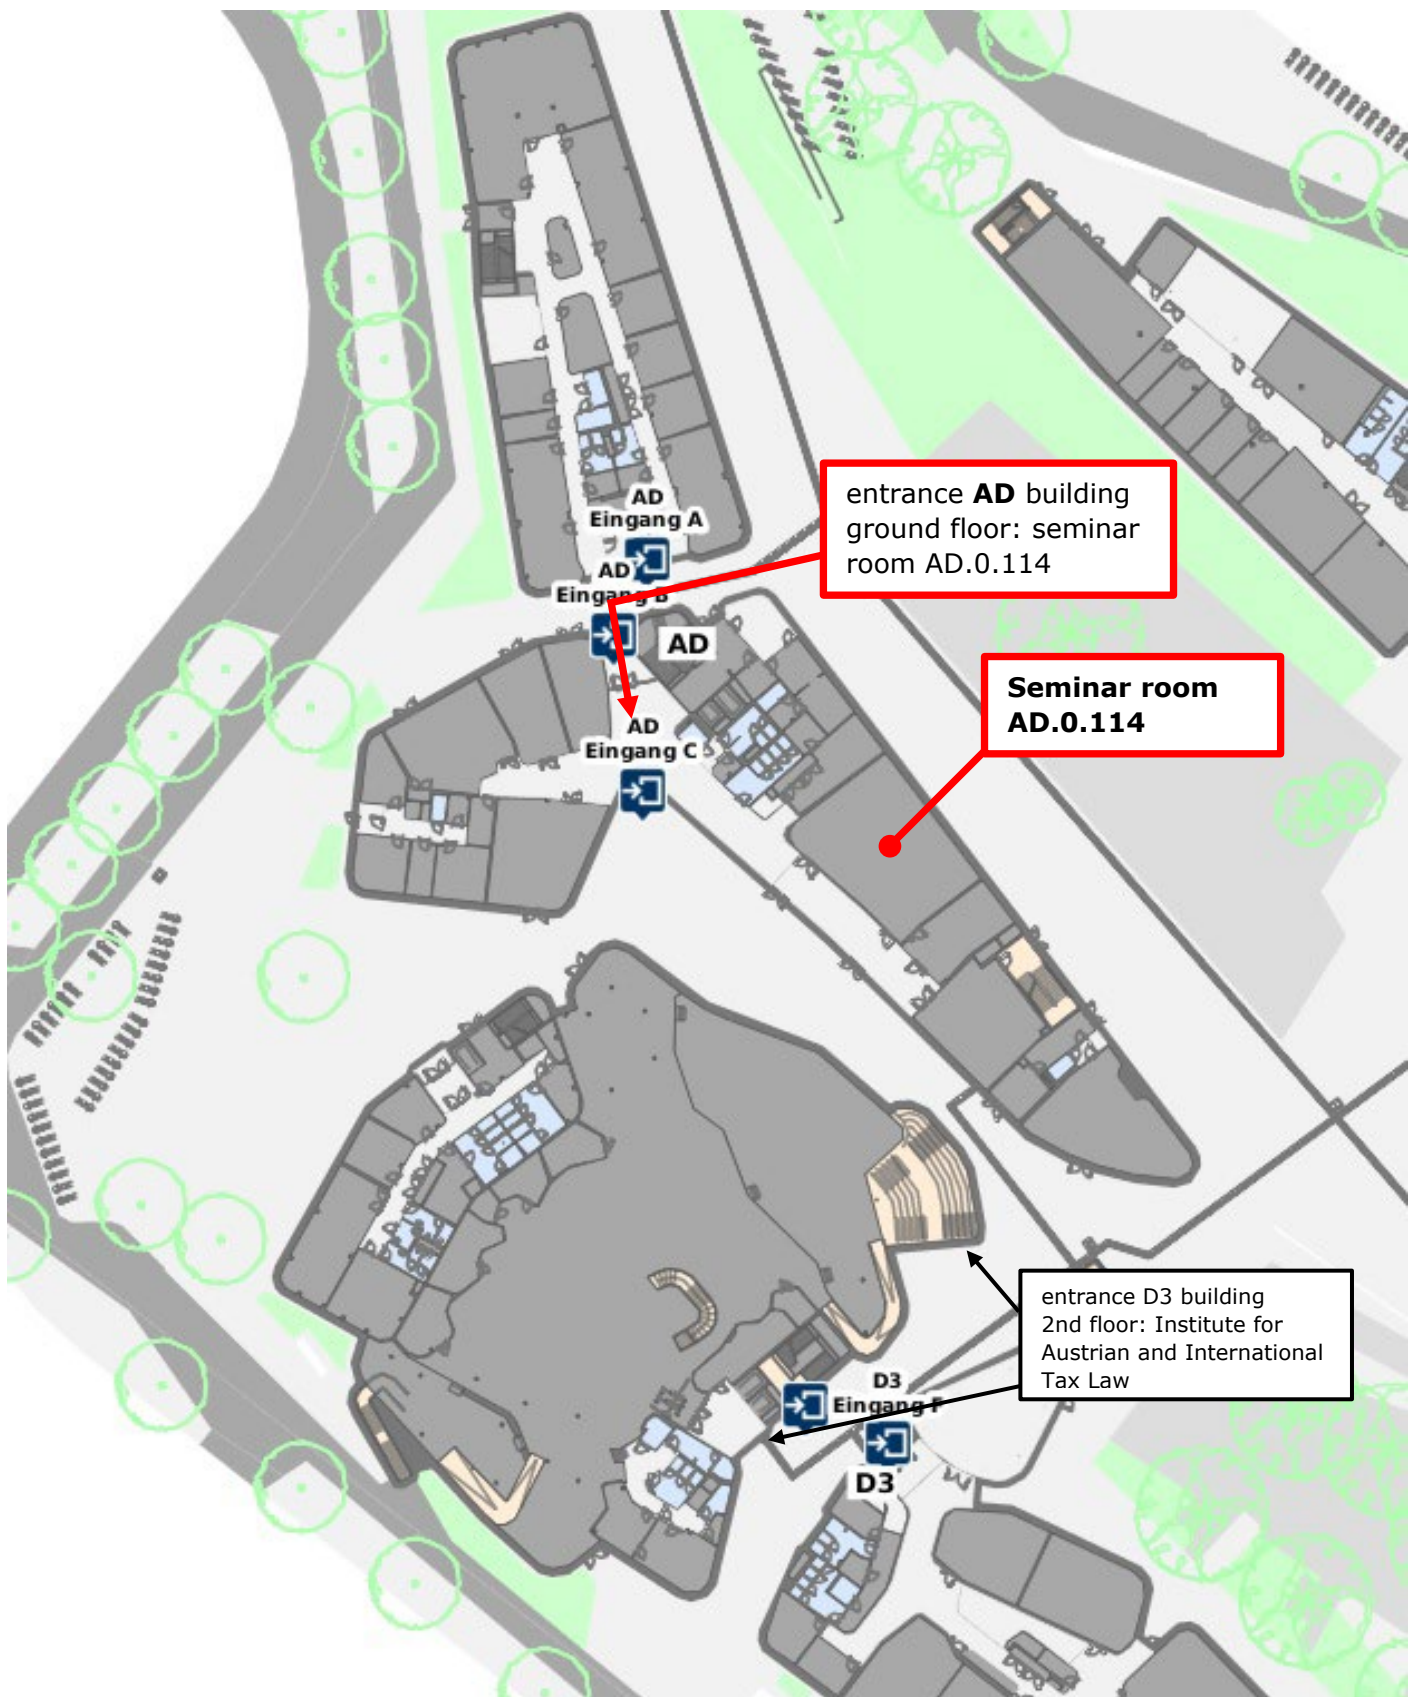 AD
Eingang A
AD
Eingang B
entrance AD building
ground floor: seminar
room AD.0.114
AD
Seminar room
AD.0.114
AD
Eingang C
entrance D3 building
2nd floor: Institute for
Austrian and International
Tax Law
D3
Eingang F
D3